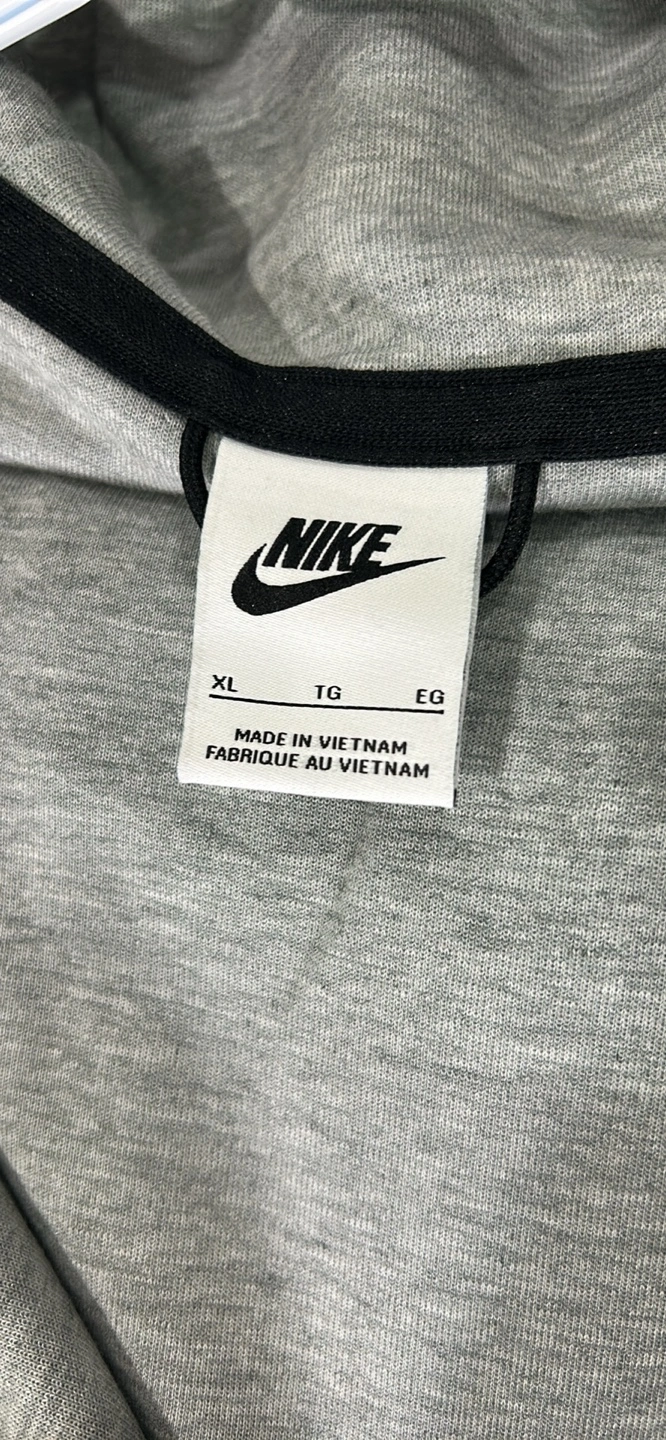 NIKE
XL TG EG
MADE IN VIETNAM
FABRIQUE AU VIETNAM